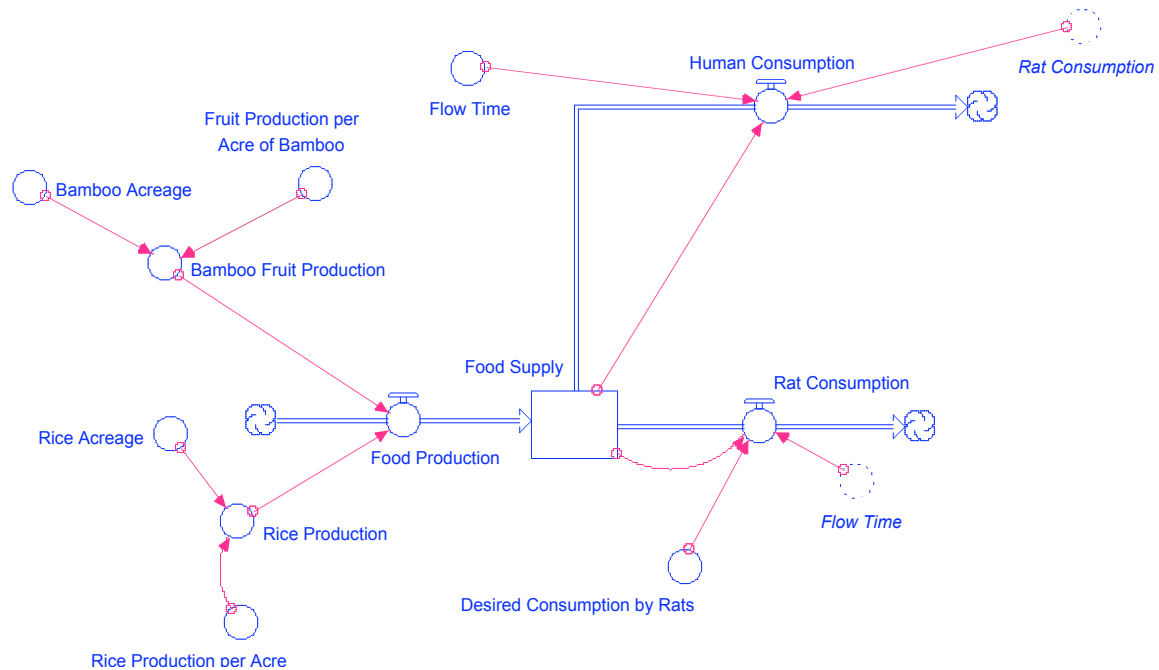 Human Consumption
Rat Consumption
Flow Time
Fruit Production per
Acre of Bamboo
Bamboo Acreage
Bamboo Fruit Production
Food Supply
Rat Consumption
Rice Acreage
Food Production
Flow Time
Rice Production
Desired Consumption by Rats
Rice Production per Acre